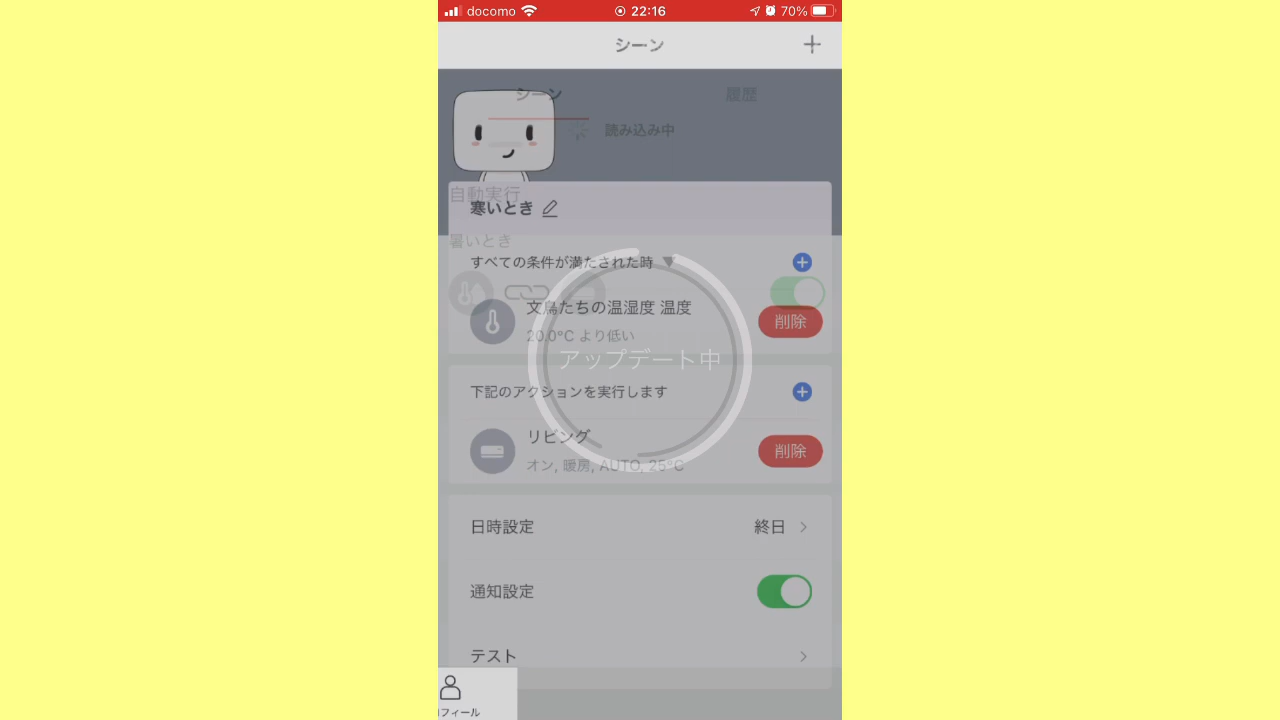 docomo 22:16 70%
シーン
シーン 履歴
読み込み中
自動実行
寒いとき
暑いとき
すべての条件が満たされた時 ▼
文鳥たちの温湿度 温度
20.0°C より低い
削除
アップデート中
下記のアクションを実行します
リビング
オン, 暖房, AUTO, 25°C
削除
日時設定 終日
通知設定
テスト
フィール